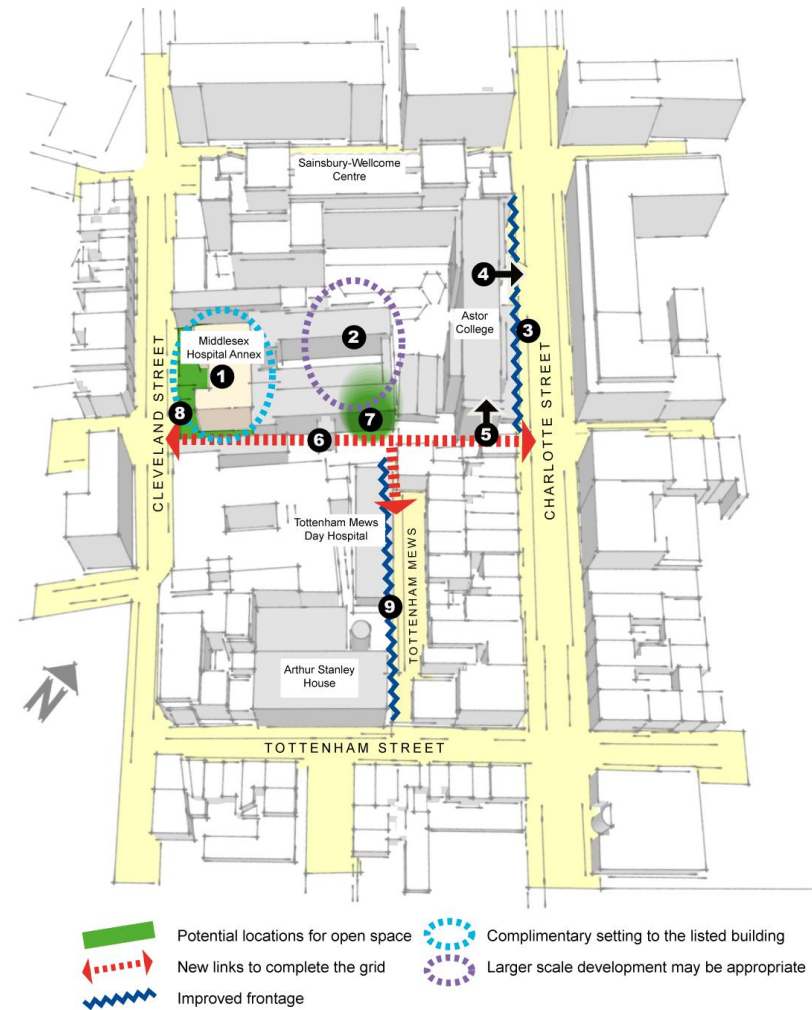 Sainsbury-Wellcome
Centre
4
Astor
College
3
2
Middlesex
Hospital Annex
1
8
7
6
5
CLEVELAND STREET
CHARLOTTE STREET
Tottenham Mews
Day Hospital
TOTTENHAM MEWS
9
Arthur Stanley
House
N
TOTTENHAM STREET
Potential locations for open space
Complimentary setting to the listed building
New links to complete the grid
Larger scale development may be appropriate
Improved frontage